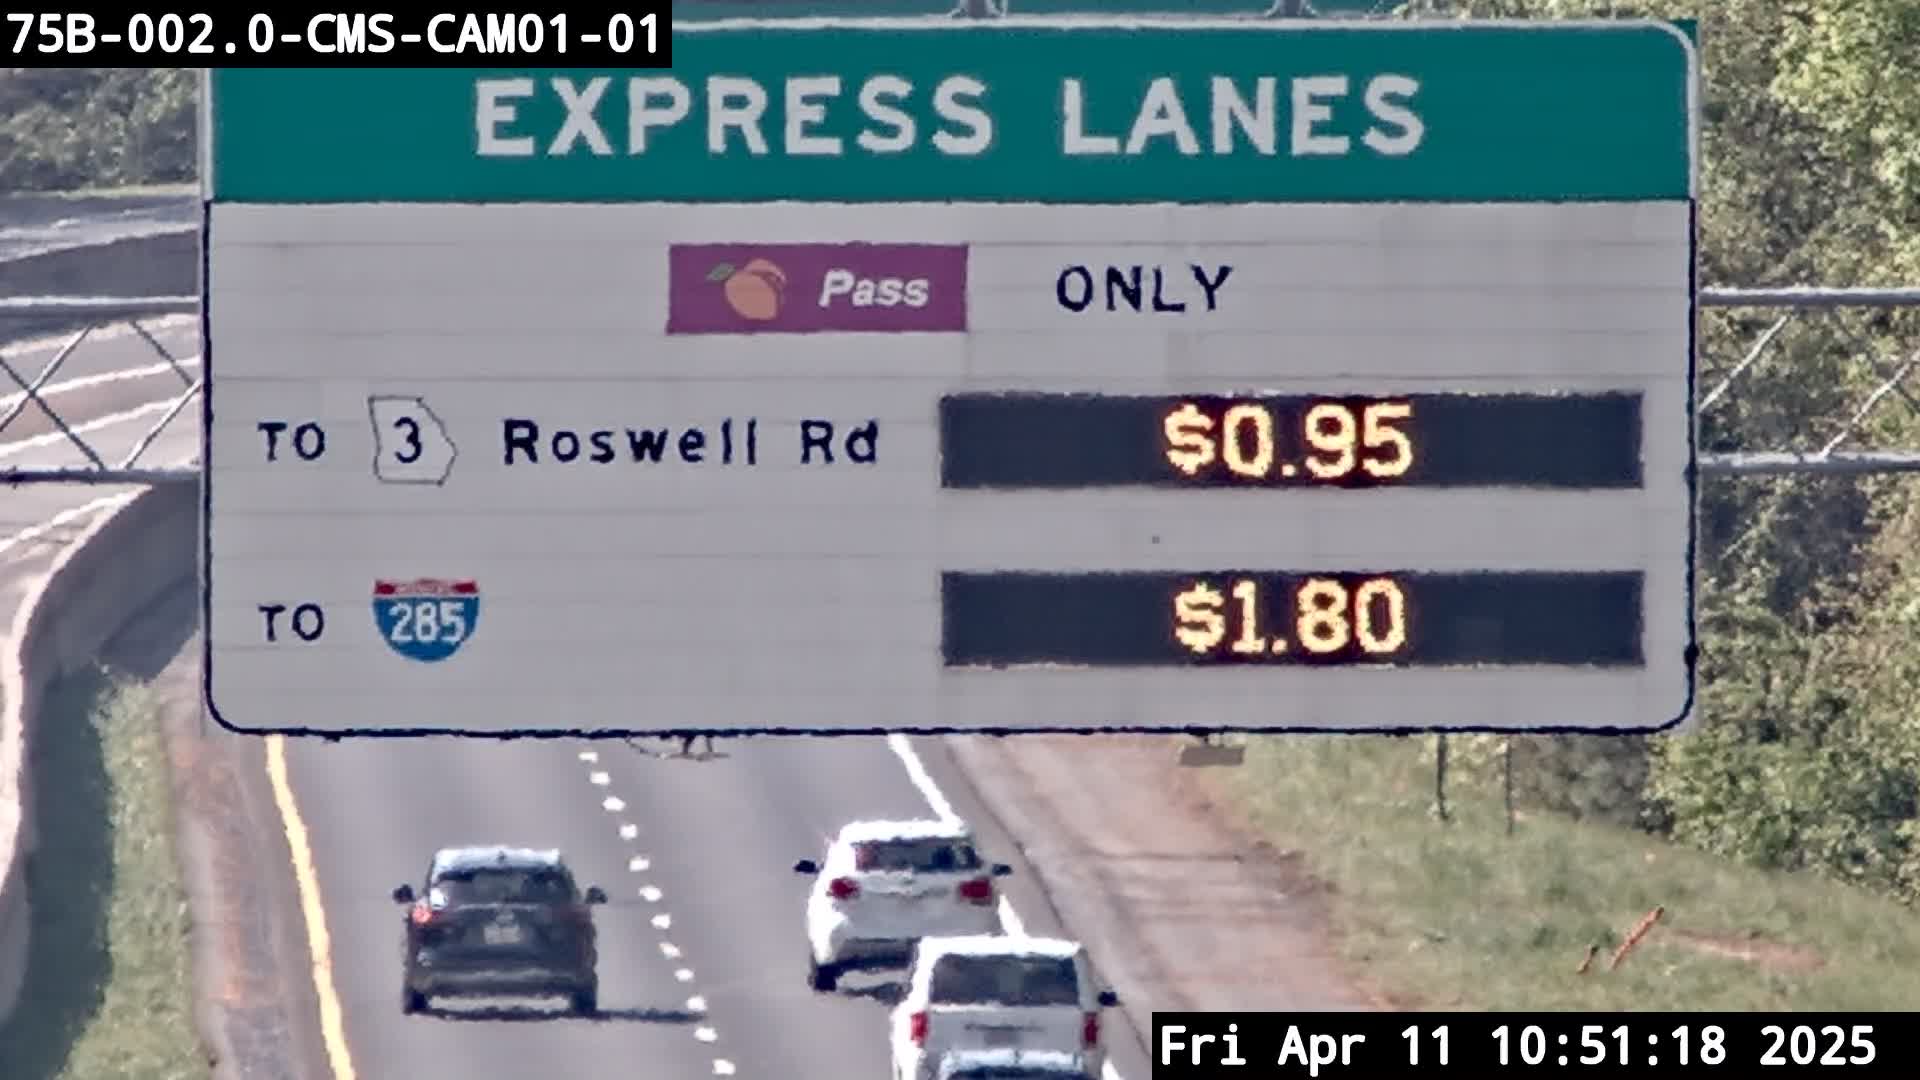 75B-002.0-CMS-CAM01-01
EXPRESS LANES
Pass ONLY
TO 3 Roswell Rd $0.95
TO 285 $1.80
Fri Apr 11 10:51:18 2025